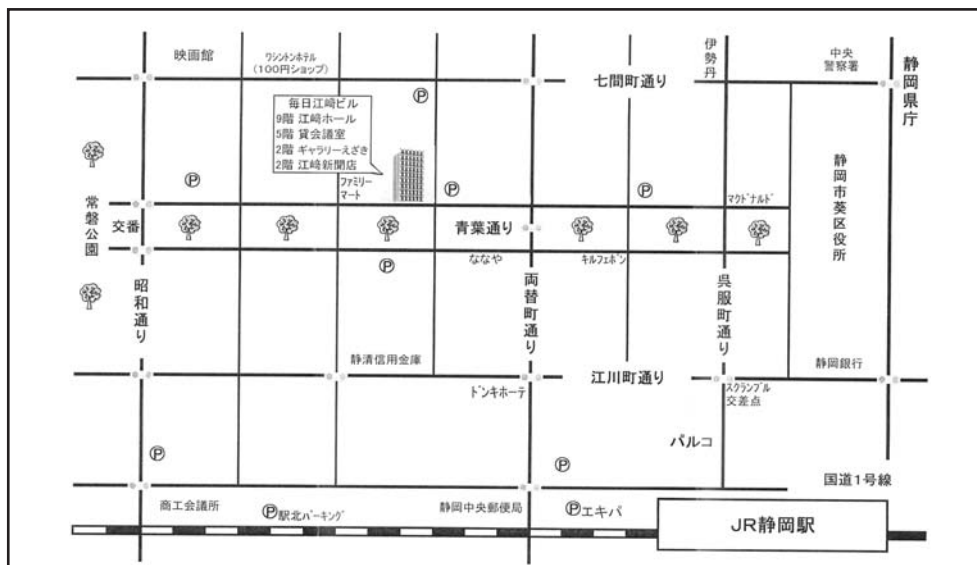 映画館
ワシントンホテル
(100円ショップ)
七間町通り
伊勢丹
中央
警察署
静岡県庁
Ⓟ
毎日江﨑ビル
9階 江﨑ホール
5階 貸会議室
2階 ギャラリーえざき
2階 江﨑新聞店
ファミリー
マート
Ⓟ
Ⓟ
Ⓟ
マクドナルド
静岡市葵区役所
常磐公園
交番
青葉通り
Ⓟ
ななや
キルフェボン
昭和通り
両替町通り
呉服町通り
静清信用金庫
江川町通り
静岡銀行
ドンキホーテ
スクランブル
交差点
パルコ
Ⓟ
Ⓟ
国道1号線
商工会議所
Ⓟ駅北パーキング
静岡中央郵便局
Ⓟエキパ
JR静岡駅